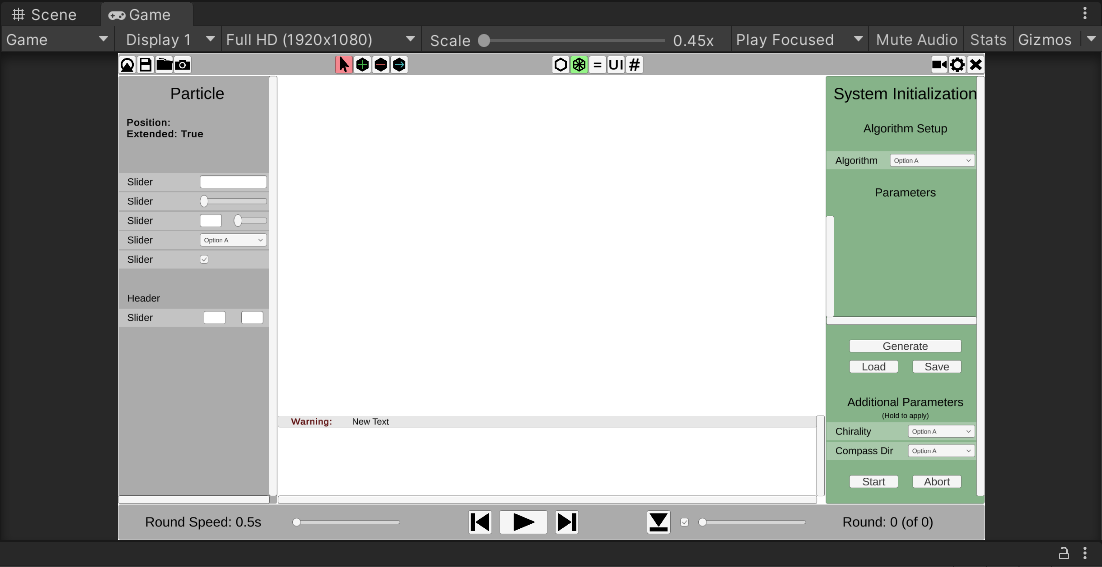 Scene Game
Game Display 1 Full HD (1920x1080) Scale 0.45x Play Focused Mute Audio Stats Gizmos
= UI #
Particle
Position:
Extended: True
Slider
Slider
Slider
Slider Option A
Slider
Header
Slider
Warning: New Text
System Initialization
Algorithm Setup
Algorithm Option A
Parameters
Generate
Load Save
Additional Parameters
(Hold to apply)
Chirality Option A
Compass Dir Option A
Start Abort
Round Speed: 0.5s Round: 0 (of 0)